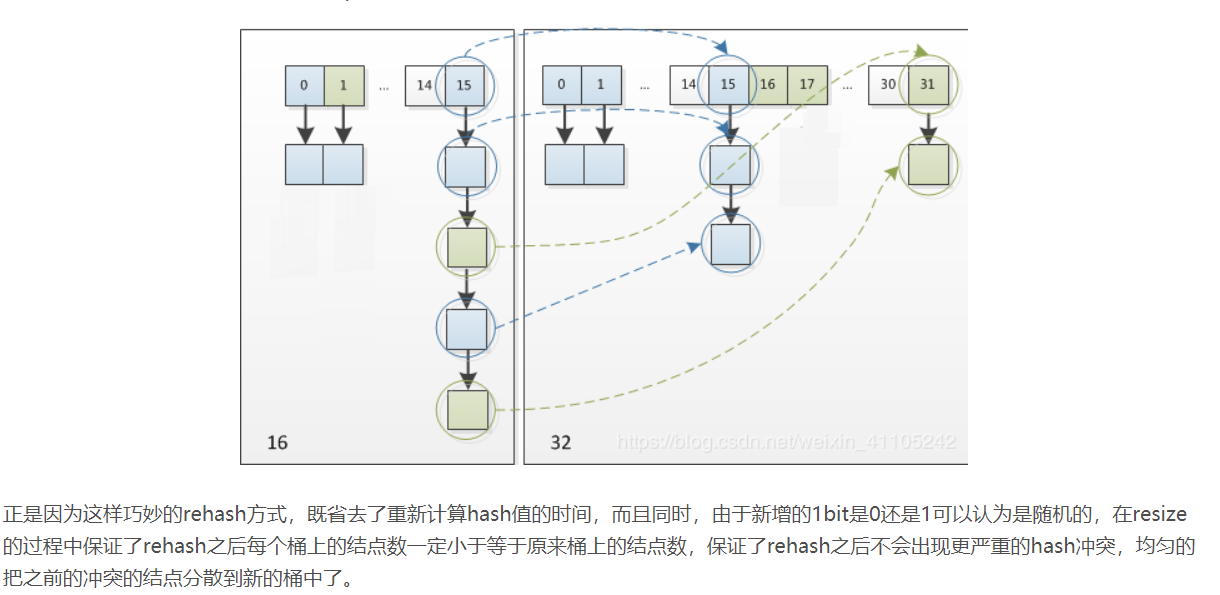 0 1 ... 14 15 0 1 ... 14 15 16 17 ... 30 31
16 32 https://blog.csdn.net/weixin_41105242
正是因为这样巧妙的rehash方式，既省去了重新计算hash值的时间，而且同时，由于新增的1bit是0还是1可以认为是随机的，在resize
的过程中保证了rehash之后每个桶上的结点数一定小于等于原来桶上的结点数，保证了rehash之后不会出现更严重的hash冲突，均匀的
把之前的冲突的结点分散到新的桶中了。